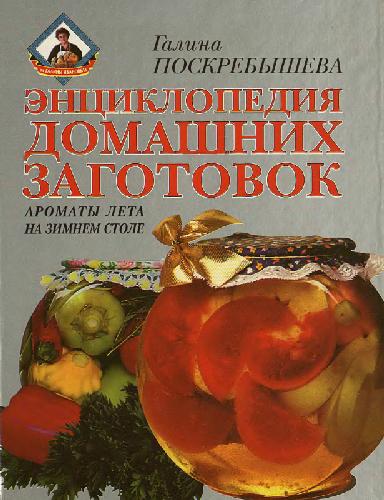 Галина
ПОСКРЕБЫШЕВА
ЭНЦИКЛОПЕДИЯ
ДОМАШНИХ
ЗАГОТОВОК
АРОМАТЫ ЛЕТА
НА ЗИМНЕМ СТОЛЕ